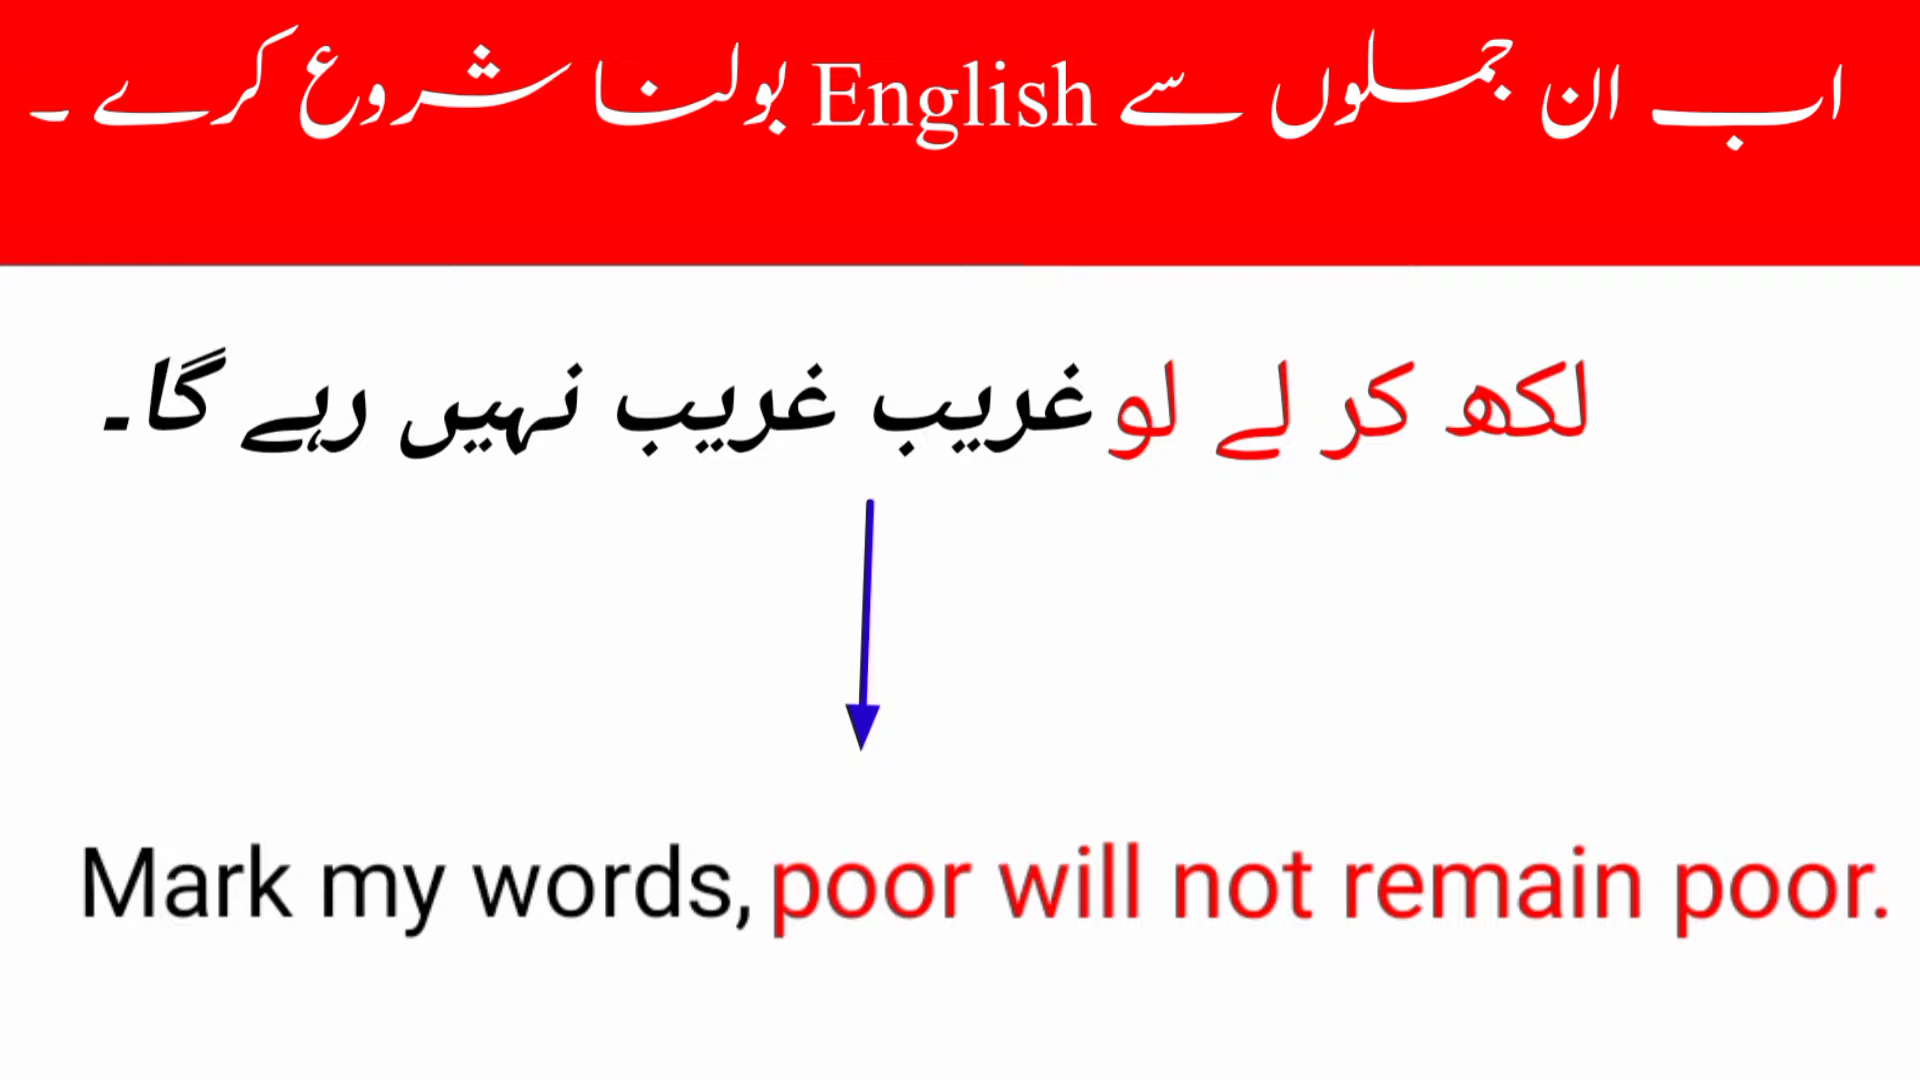 اب ان جملوں سے English بولنا شروع کرے ۔
لکھ کر لے لو غریب غریب نہیں رہے گا۔
Mark my words, poor will not remain poor.